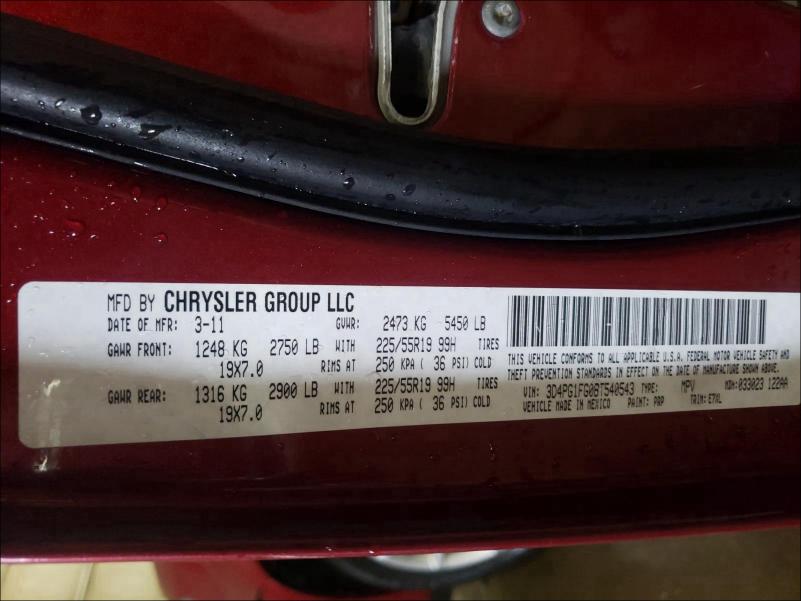 MFD BY CHRYSLER GROUP LLC
DATE OF MFR: 3-11 GVWR: 2473 KG 5450 LB
GAWR FRONT: 1248 KG 2750 LB WITH 225/55R19 99H TIRES
19X7.0 RIMS AT 250 KPA ( 36 PSI) COLD
GAWR REAR: 1316 KG 2900 LB WITH 225/55R19 99H TIRES
19X7.0 RIMS AT 250 KPA ( 36 PSI) COLD
THIS VEHICLE CONFORMS TO ALL APPLICABLE U.S.A. FEDERAL MOTOR VEHICLE SAFETY AND
THEFT PREVENTION STANDARDS IN EFFECT ON THE DATE OF MANUFACTURE SHOWN ABOVE.
VIN: 3D4PG1FG0BT540543 TYPE: MPV MDH: 033023 122AA
VEHICLE MADE IN MEXICO PAINT: PRP TRIM: E7XL